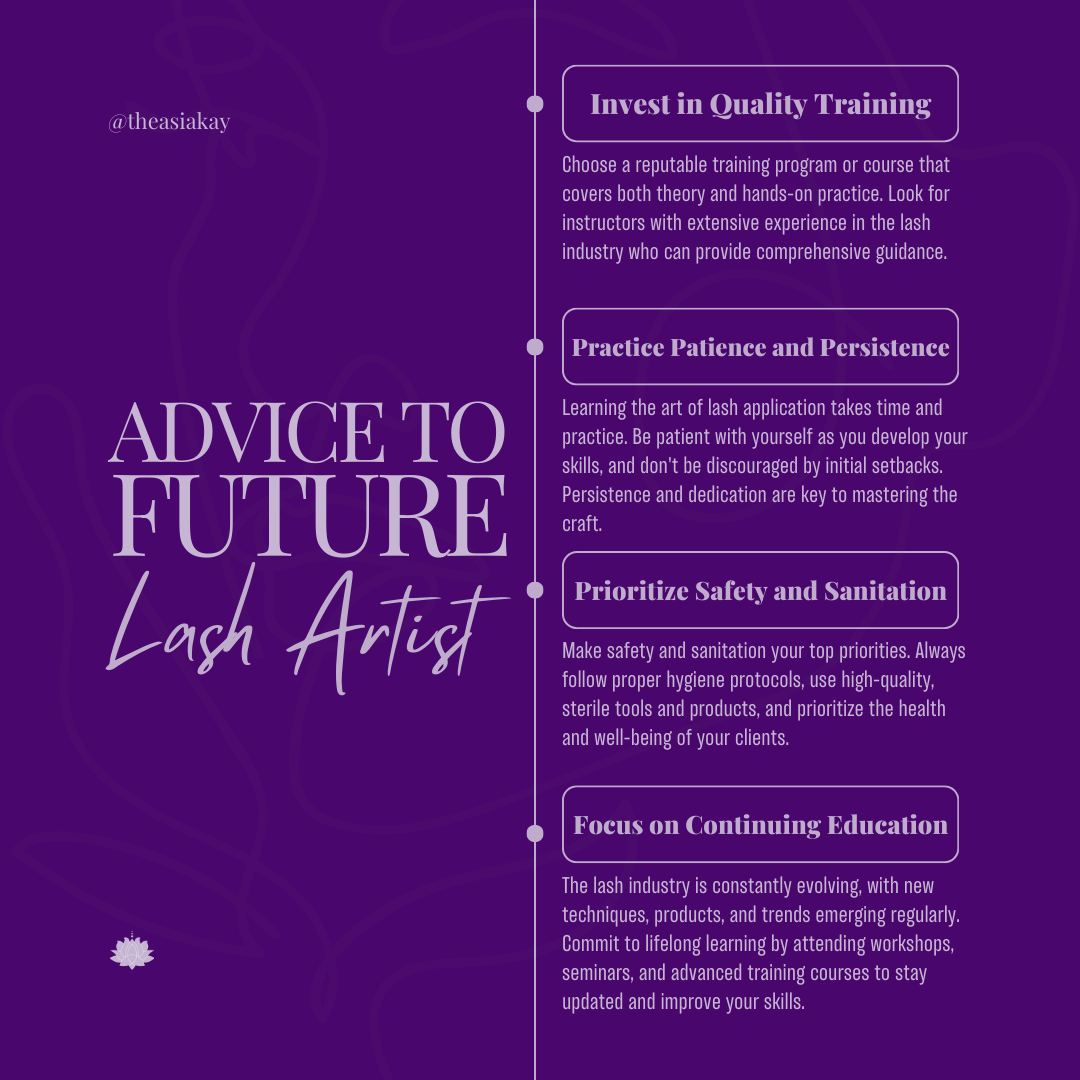 @theasiakay
ADVICE TO
FUTURE
Lash Artist
Invest in Quality Training
Choose a reputable training program or course that
covers both theory and hands-on practice. Look for
instructors with extensive experience in the lash
industry who can provide comprehensive guidance.
Practice Patience and Persistence
Learning the art of lash application takes time and
practice. Be patient with yourself as you develop your
skills, and don't be discouraged by initial setbacks.
Persistence and dedication are key to mastering the
craft.
Prioritize Safety and Sanitation
Make safety and sanitation your top priorities. Always
follow proper hygiene protocols, use high-quality,
sterile tools and products, and prioritize the health
and well-being of your clients.
Focus on Continuing Education
The lash industry is constantly evolving, with new
techniques, products, and trends emerging regularly.
Commit to lifelong learning by attending workshops,
seminars, and advanced training courses to stay
updated and improve your skills.